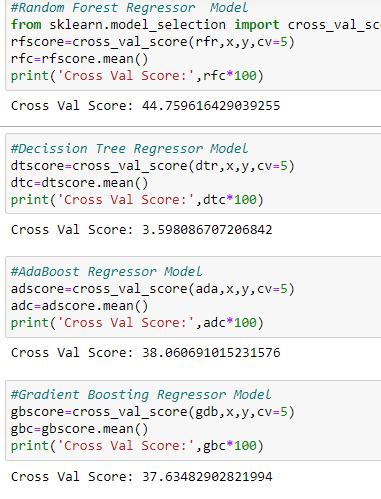 #Random Forest Regressor  Model
from sklearn.model_selection import
rfscore=cross_val_score(rfr,x,y,cv=5)
rfc=rfscore.mean()
print('Cross Val Score:',rfc*100)
Cross Val Score: 44.759616429039255
#Decission Tree Regressor Model
dtscore=cross_val_score(dtr,x,y,cv=5)
dtc=dtscore.mean()
print('Cross Val Score:',dtc*100)
Cross Val Score: 3.598086707206842
#AdaBoost Regressor Model
adscore=cross_val_score(ada,x,y,cv=5)
adc=adscore.mean()
print('Cross Val Score:',adc*100)
Cross Val Score: 38.060691015231576
#Gradient Boosting Regressor Model
gbscore=cross_val_score(gdb,x,y,cv=5)
gbc=gbscore.mean()
print('Cross Val Score:',gbc*100)
Cross Val Score: 37.63482902821994